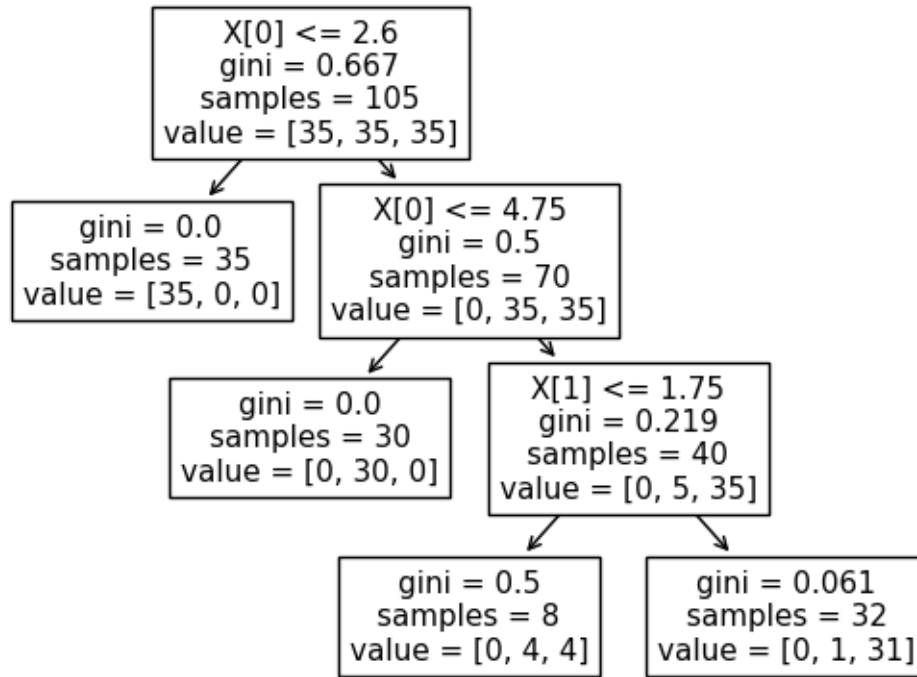 X[0] <= 2.6
gini = 0.667
samples = 105
value = [35, 35, 35]
gini = 0.0
samples = 35
value = [35, 0, 0]
X[0] <= 4.75
gini = 0.5
samples = 70
value = [0, 35, 35]
gini = 0.0
samples = 30
value = [0, 30, 0]
X[1] <= 1.75
gini = 0.219
samples = 40
value = [0, 5, 35]
gini = 0.5
samples = 8
value = [0, 4, 4]
gini = 0.061
samples = 32
value = [0, 1, 31]